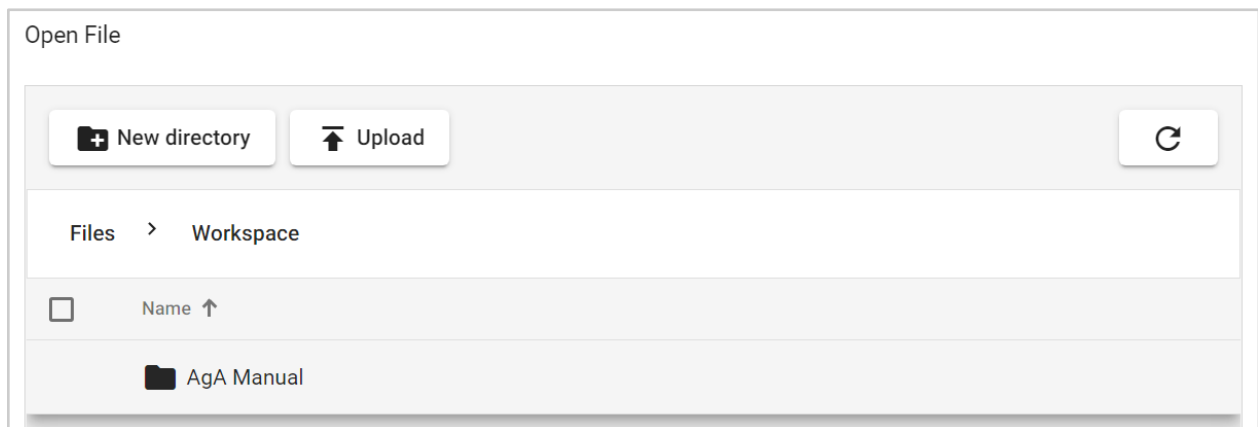 Open File
New directory Upload
Files > Workspace
Name ↑
AgA Manual